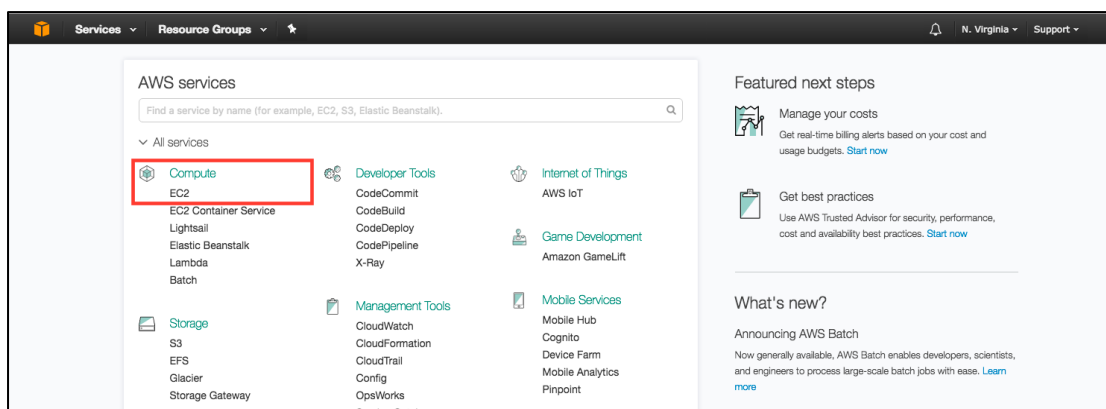 Services
Resource Groups
N. Virginia
Support
AWS services
Find a service by name (for example, EC2, S3, Elastic Beanstalk).
All services
Compute
EC2
EC2 Container Service
Lightsail
Elastic Beanstalk
Lambda
Batch
Storage
S3
EFS
Glacier
Storage Gateway
Developer Tools
CodeCommit
CodeBuild
CodeDeploy
CodePipeline
X-Ray
Management Tools
CloudWatch
CloudFormation
CloudTrail
Config
OpsWorks
Internet of Things
AWS IoT
Game Development
Amazon GameLift
Mobile Services
Mobile Hub
Cognito
Device Farm
Mobile Analytics
Pinpoint
Featured next steps
Manage your costs
Get real-time billing alerts based on your cost and
usage budgets. Start now
Get best practices
Use AWS Trusted Advisor for security, performance,
cost and availability best practices. Start now
What's new?
Announcing AWS Batch
Now generally available, AWS Batch enables developers, scientists,
and engineers to process large-scale batch jobs with ease. Learn
more